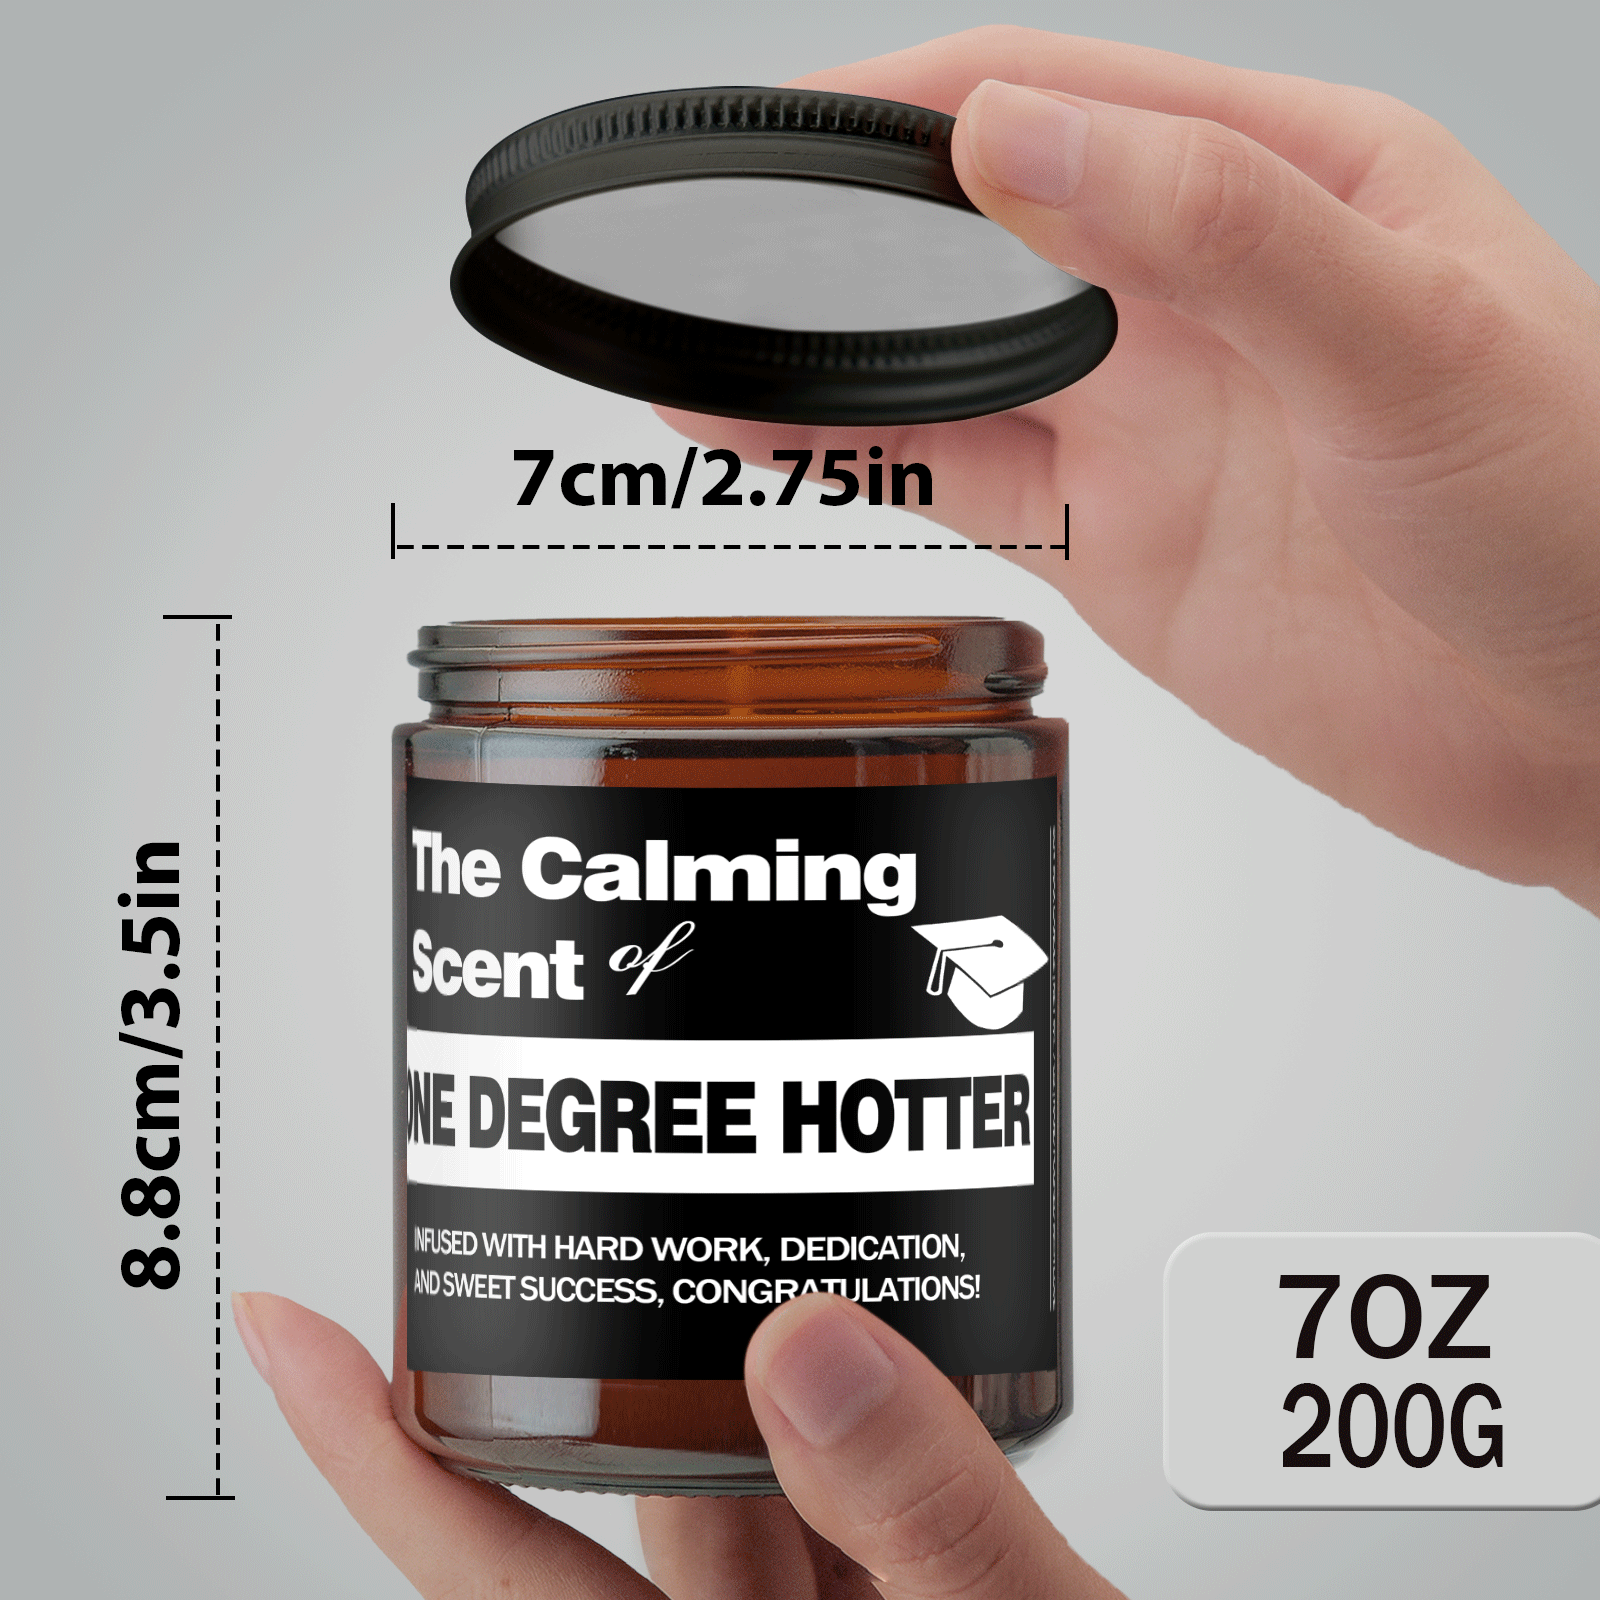 7cm/2.75in
8.8cm/3.5in
The Calming
Scent of
ONE DEGREE HOTTER
INFUSED WITH HARD WORK, DEDICATION,
AND SWEET SUCCESS, CONGRATULATIONS!
7OZ
200G